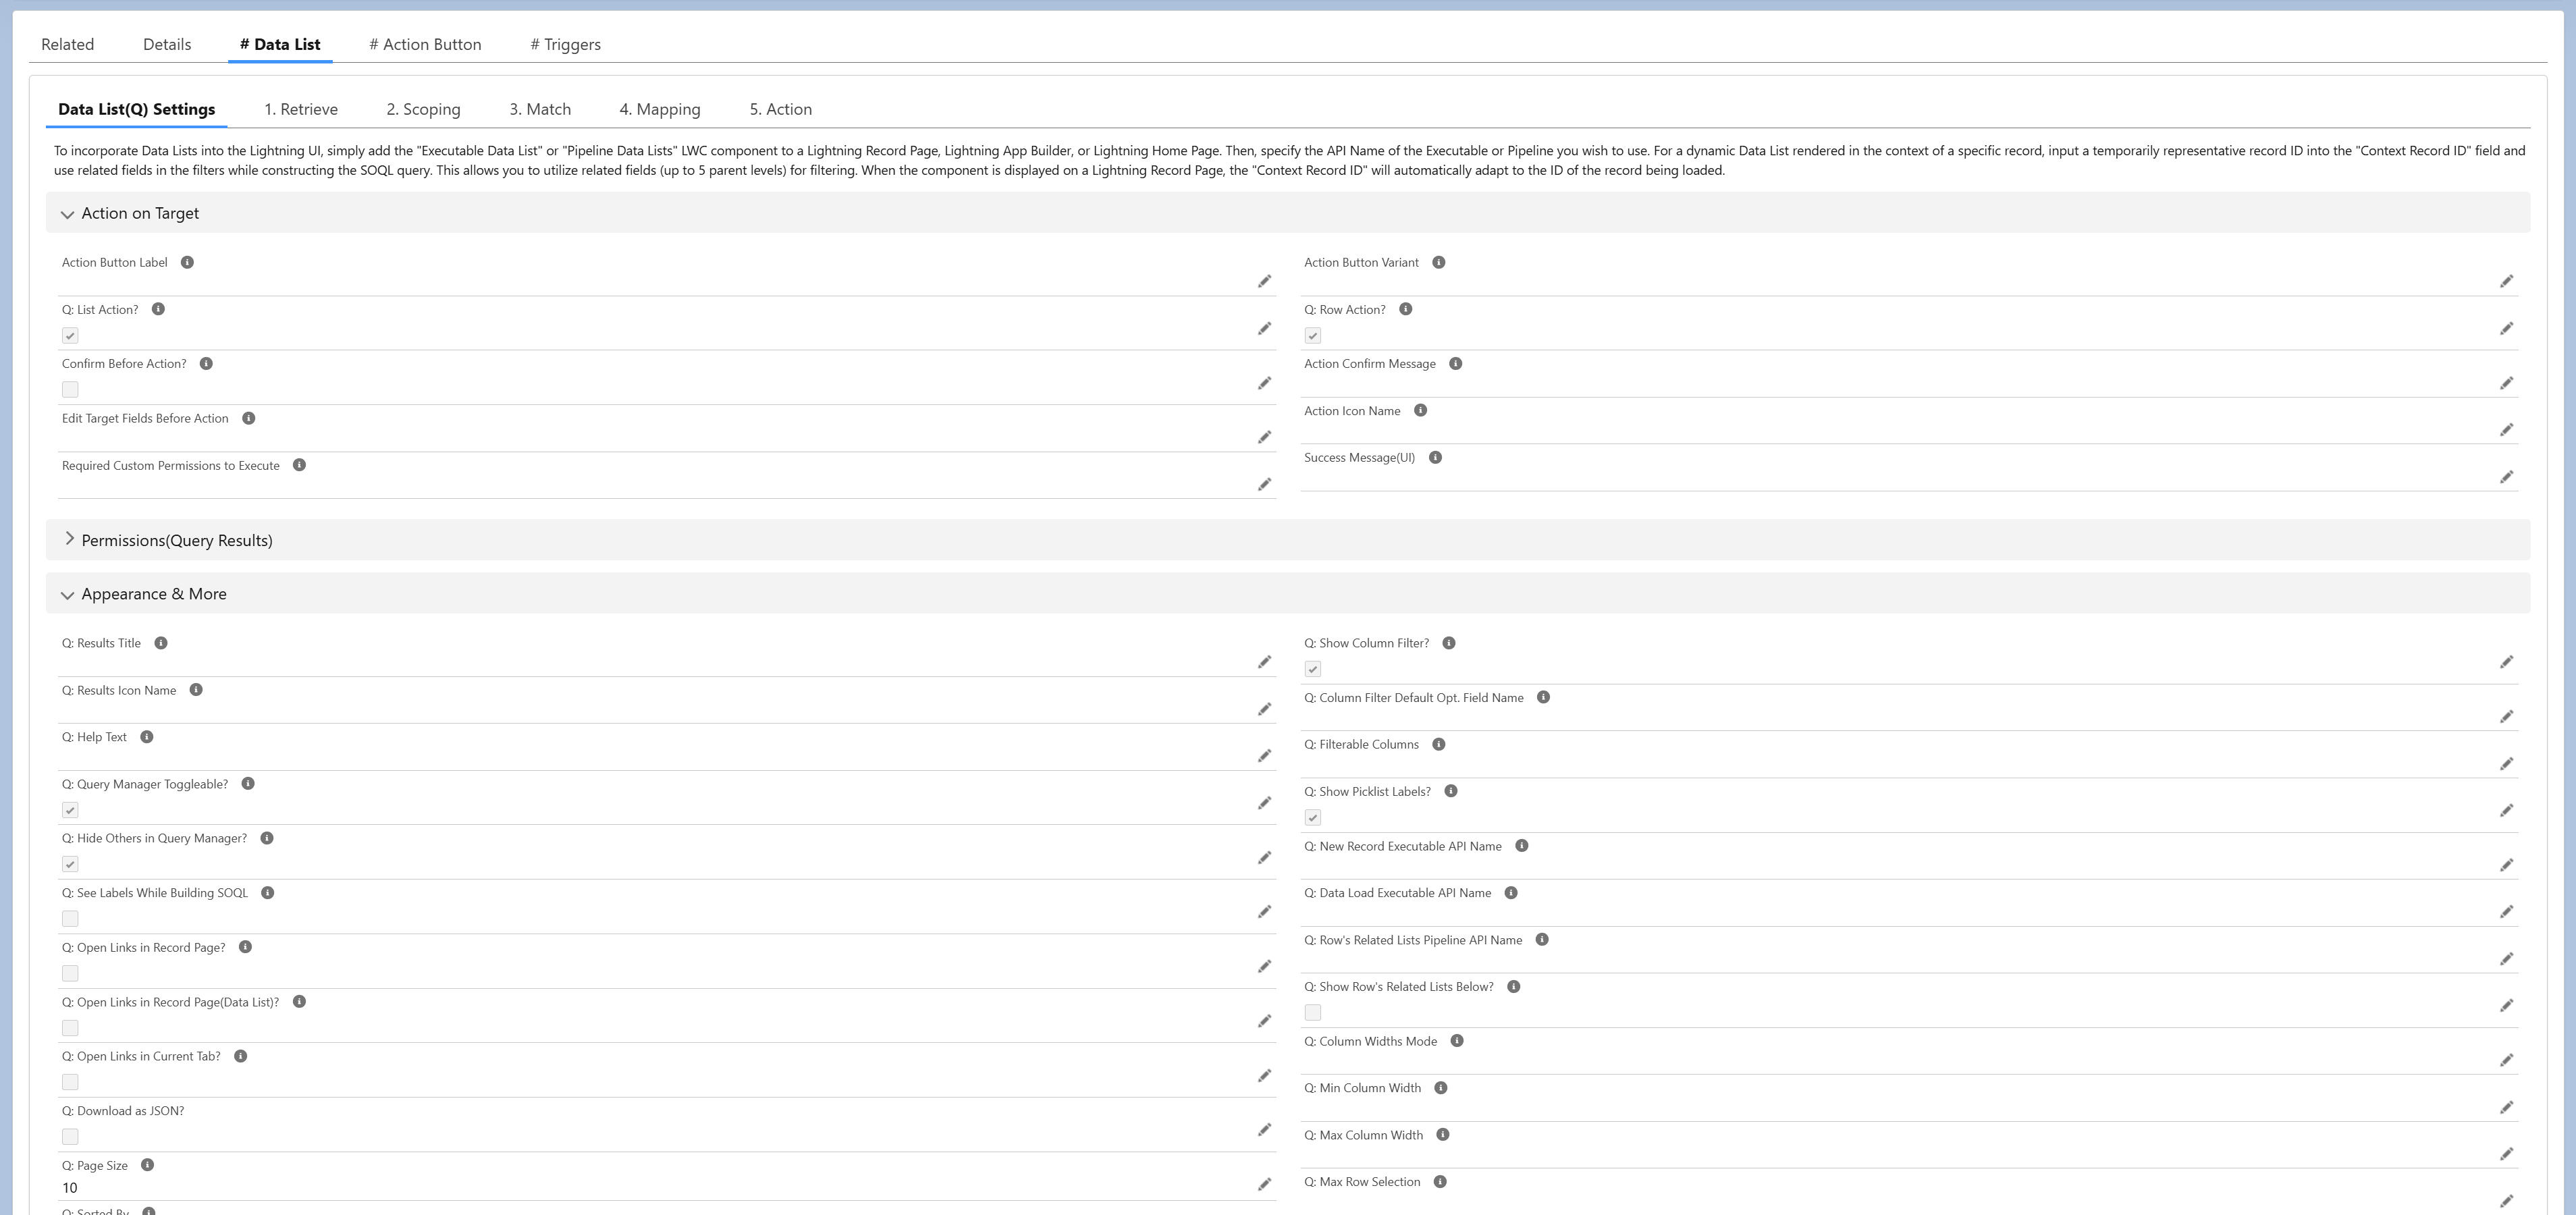 Related Details # Data List # Action Button # Triggers
Data List(Q) Settings 1. Retrieve 2. Scoping 3. Match 4. Mapping 5. Action
To incorporate Data Lists into the Lightning UI, simply add the "Executable Data List" or "Pipeline Data Lists" LWC component to a Lightning Record Page, Lightning App Builder, or Lightning Home Page. Then, specify the API Name of the Executable or Pipeline you wish to use. For a dynamic Data List rendered in the context of a specific record, input a temporarily representative record ID into the "Context Record ID" field and
use related fields in the filters while constructing the SOQL query. This allows you to utilize related fields (up to 5 parent levels) for filtering. When the component is displayed on a Lightning Record Page, the "Context Record ID" will automatically adapt to the ID of the record being loaded.
Action on Target
Action Button Label
Q: List Action?
Confirm Before Action?
Edit Target Fields Before Action
Required Custom Permissions to Execute
Action Button Variant
Q: Row Action?
Action Confirm Message
Action Icon Name
Success Message(UI)
Permissions(Query Results)
Appearance & More
Q: Results Title
Q: Results Icon Name
Q: Help Text
Q: Query Manager Toggleable?
Q: Hide Others in Query Manager?
Q: See Labels While Building SOQL
Q: Open Links in Record Page?
Q: Open Links in Record Page(Data List)?
Q: Open Links in Current Tab?
Q: Download as JSON?
Q: Page Size
10
Q: Sorted By
Q: Show Column Filter?
Q: Column Filter Default Opt. Field Name
Q: Filterable Columns
Q: Show Picklist Labels?
Q: New Record Executable API Name
Q: Data Load Executable API Name
Q: Row's Related Lists Pipeline API Name
Q: Show Row's Related Lists Below?
Q: Column Widths Mode
Q: Min Column Width
Q: Max Column Width
Q: Max Row Selection